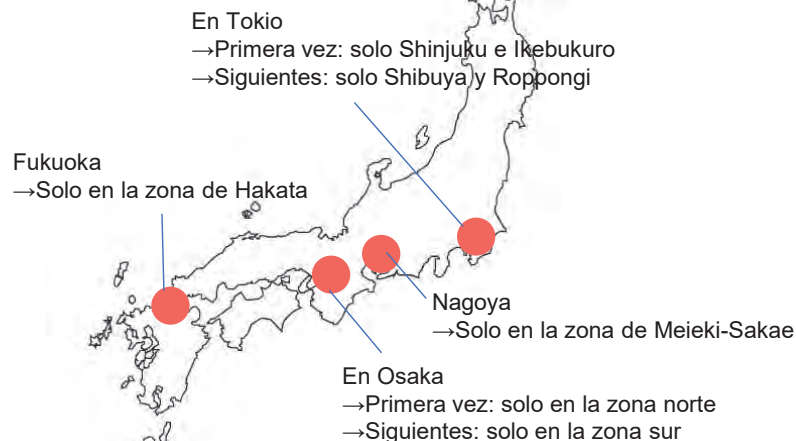 En Tokio
→Primera vez: solo Shinjuku e Ikebukuro
→Siguientes: solo Shibuya y Roppongi
Fukuoka
→Solo en la zona de Hakata
Nagoya
→Solo en la zona de Meieki-Sakae
En Osaka
→Primera vez: solo en la zona norte
→Siguientes: solo en la zona sur